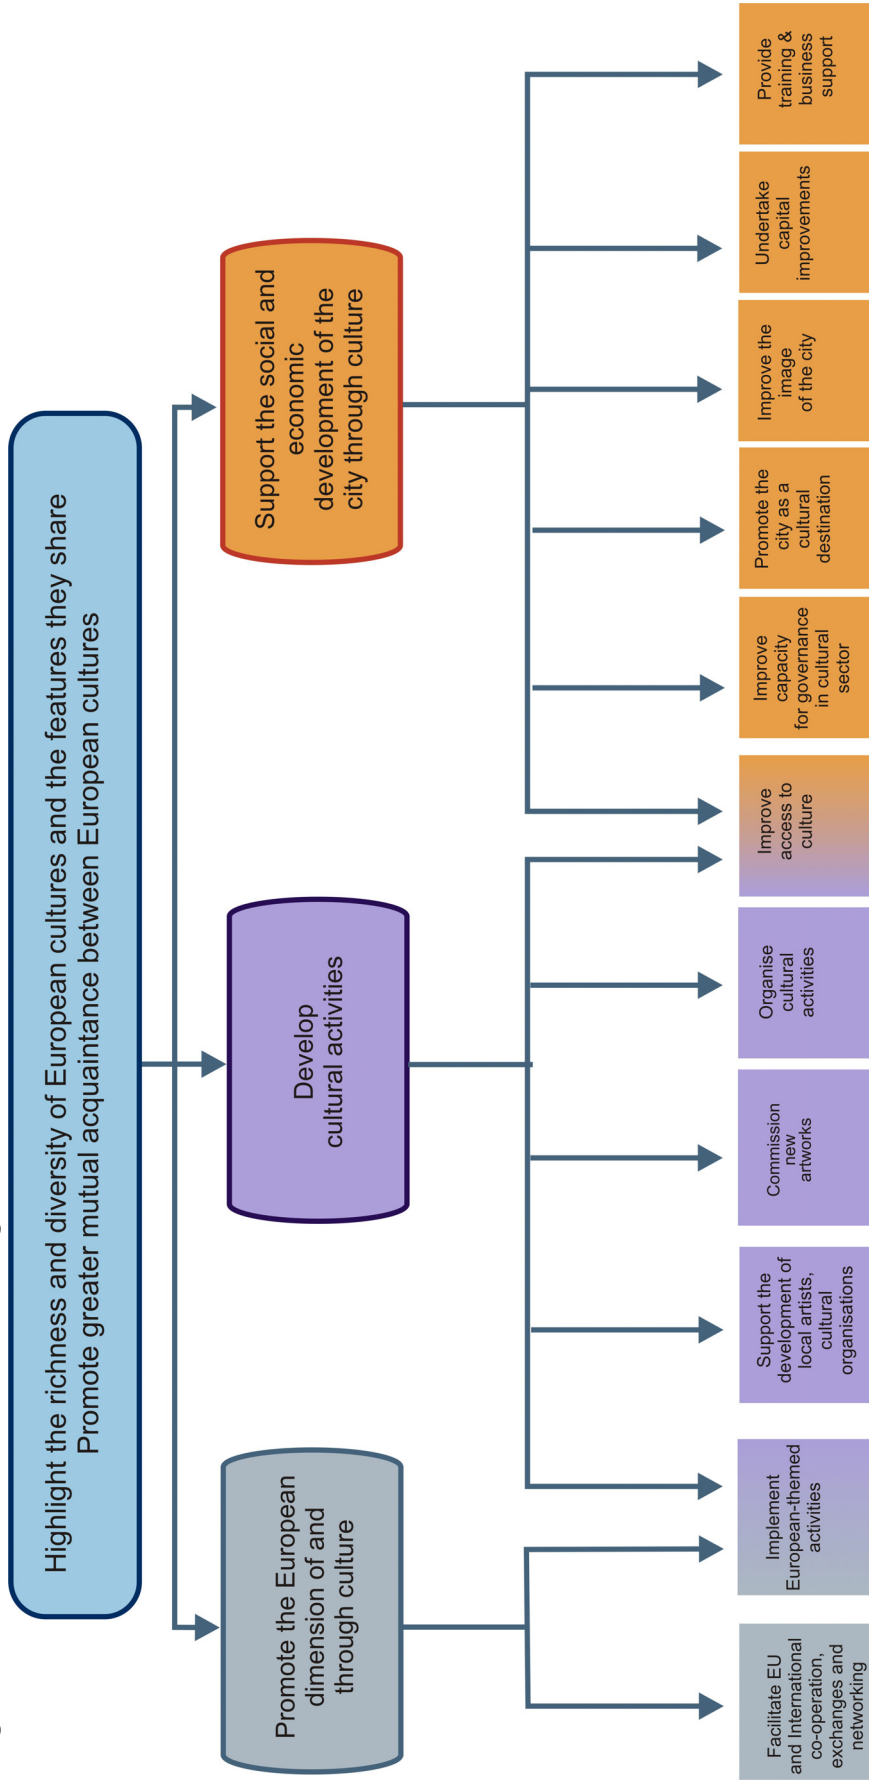 Highlight the richness and diversity of European cultures and the features they share
Promote greater mutual acquaintance between European cultures
Promote the European
dimension of and
through culture
Develop
cultural activities
Support the social and
economic
development of the
city through culture
Facilitate EU
and International
co-operation,
exchanges and
networking
Implement
European-themed
activities
Support the
development of
local artists,
cultural
organisations
Commission
new
artworks
Organise
cultural
activities
Improve
access to
culture
Improve
capacity
for governance
in cultural
sector
Promote the
city as a
cultural
destination
Improve the
image
of the city
Undertake
capital
improvements
Provide
training &
business
support